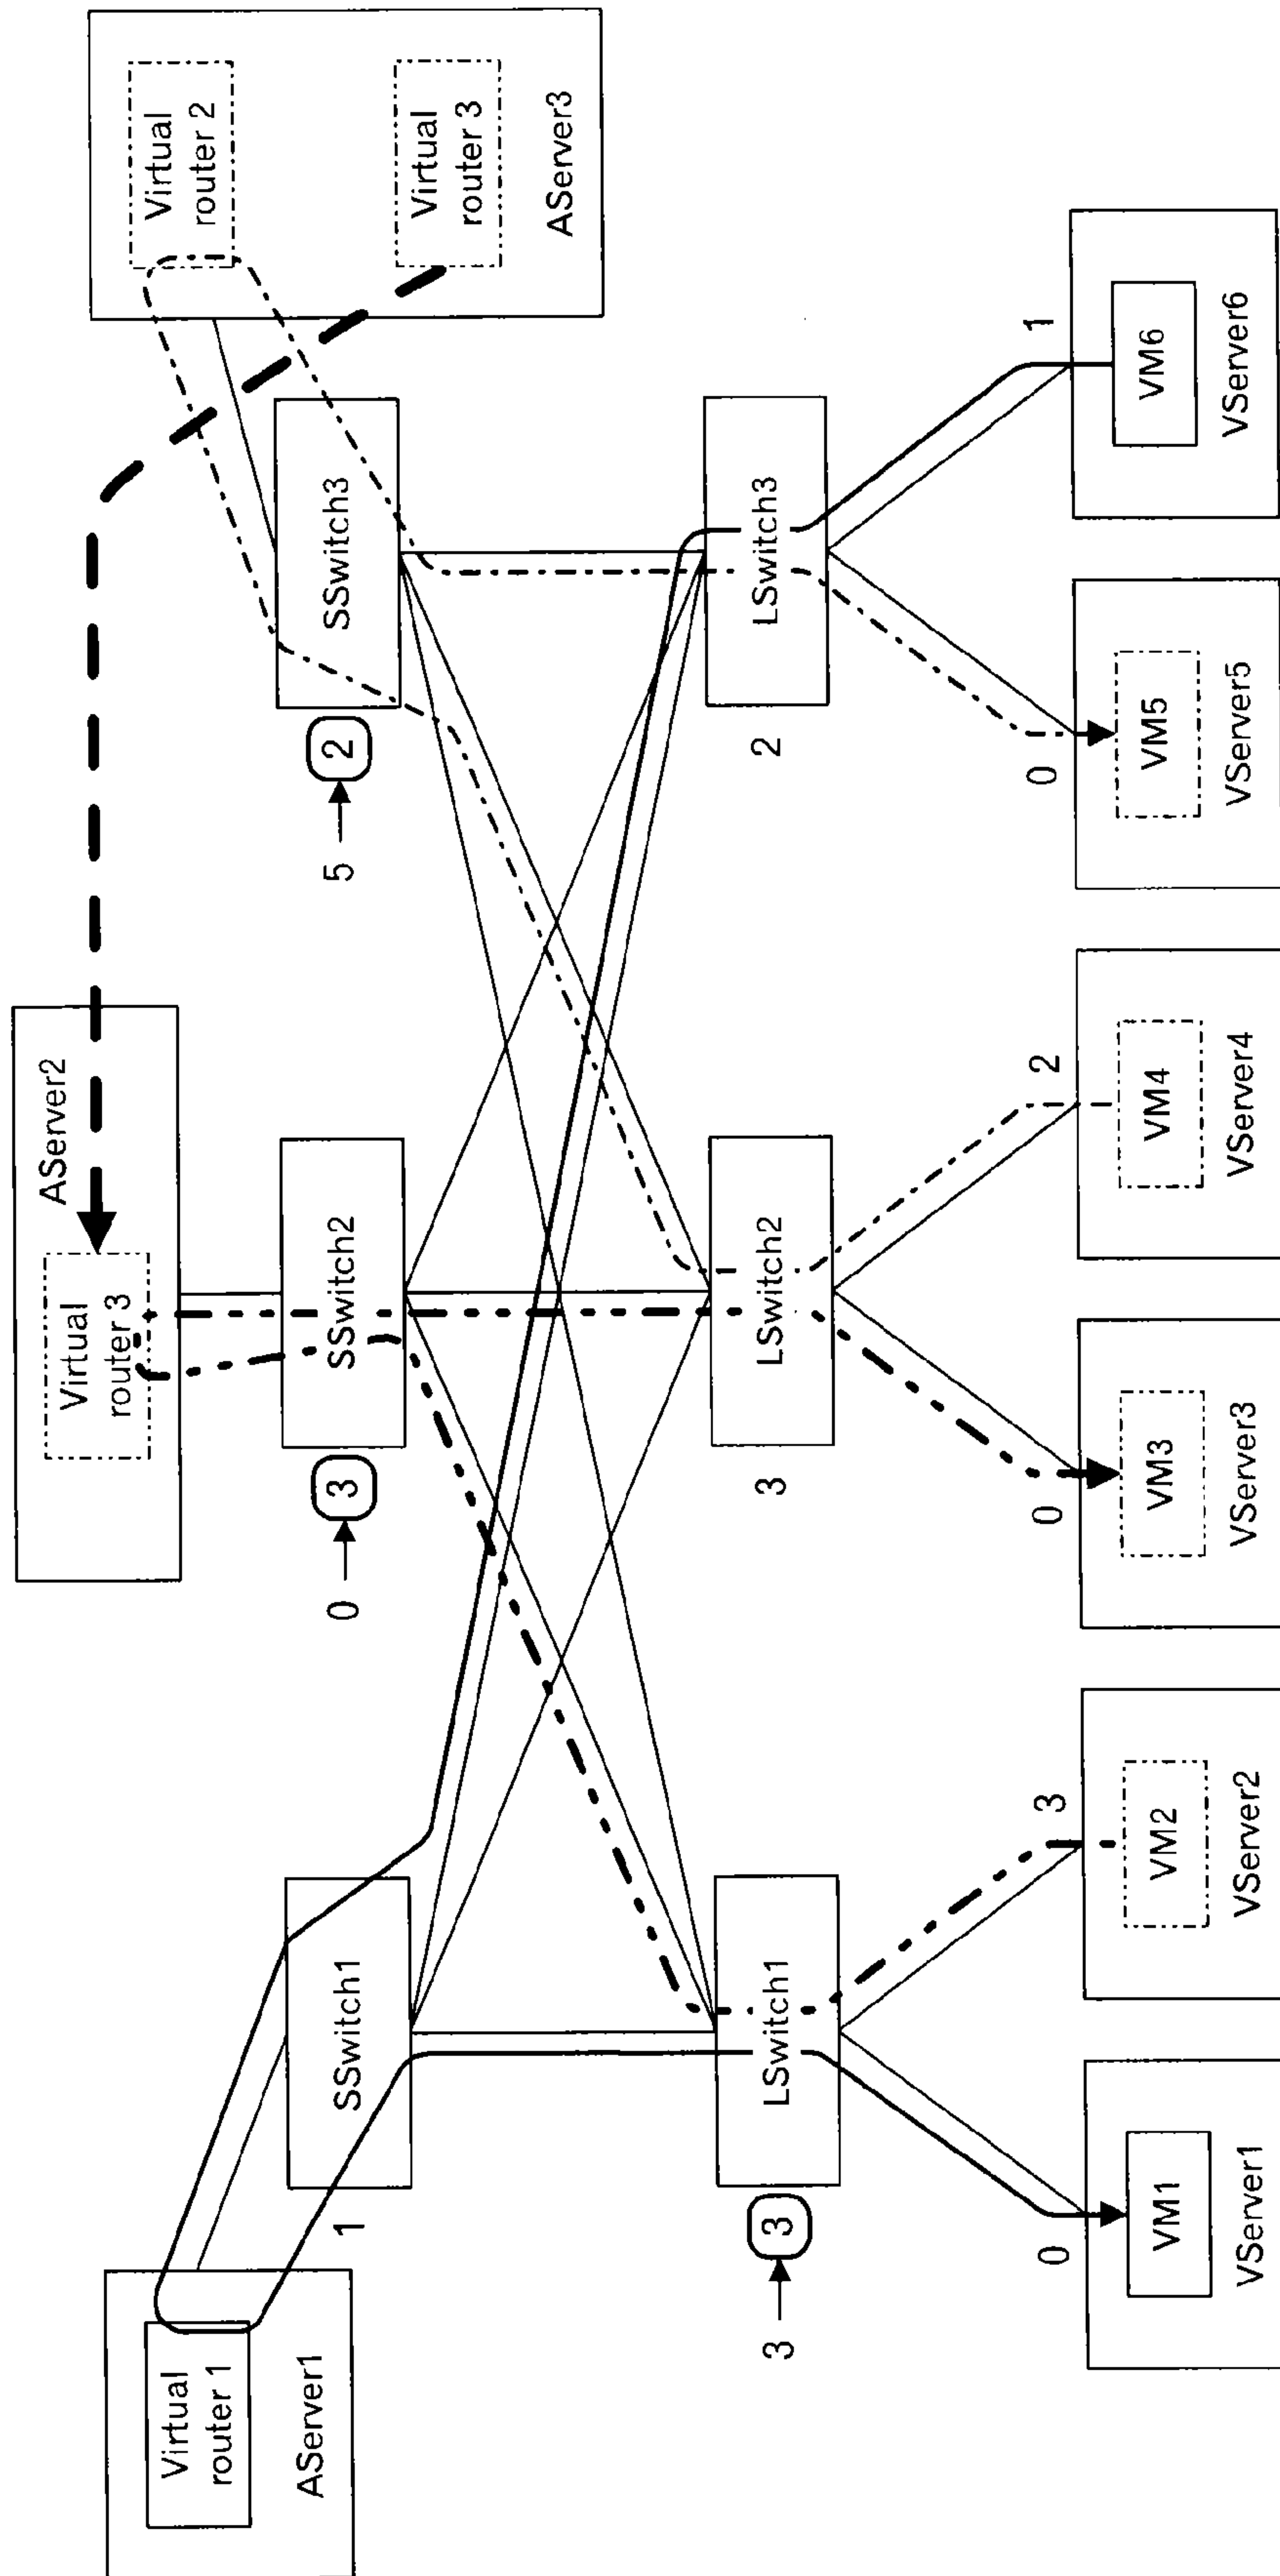 Virtual
router 1
AServer1
Virtual
router 3
AServer2
Virtual
router 2
Virtual
router 3
AServer3
SSwitch1
1
SSwitch2
0
3
SSwitch3
5
2
LSwitch1
3
3
LSwitch2
3
LSwitch3
2
0
3
0
2
0
1
VM1
VServer1
VM2
VServer2
VM3
VServer3
VM4
VServer4
VM5
VServer5
VM6
VServer6